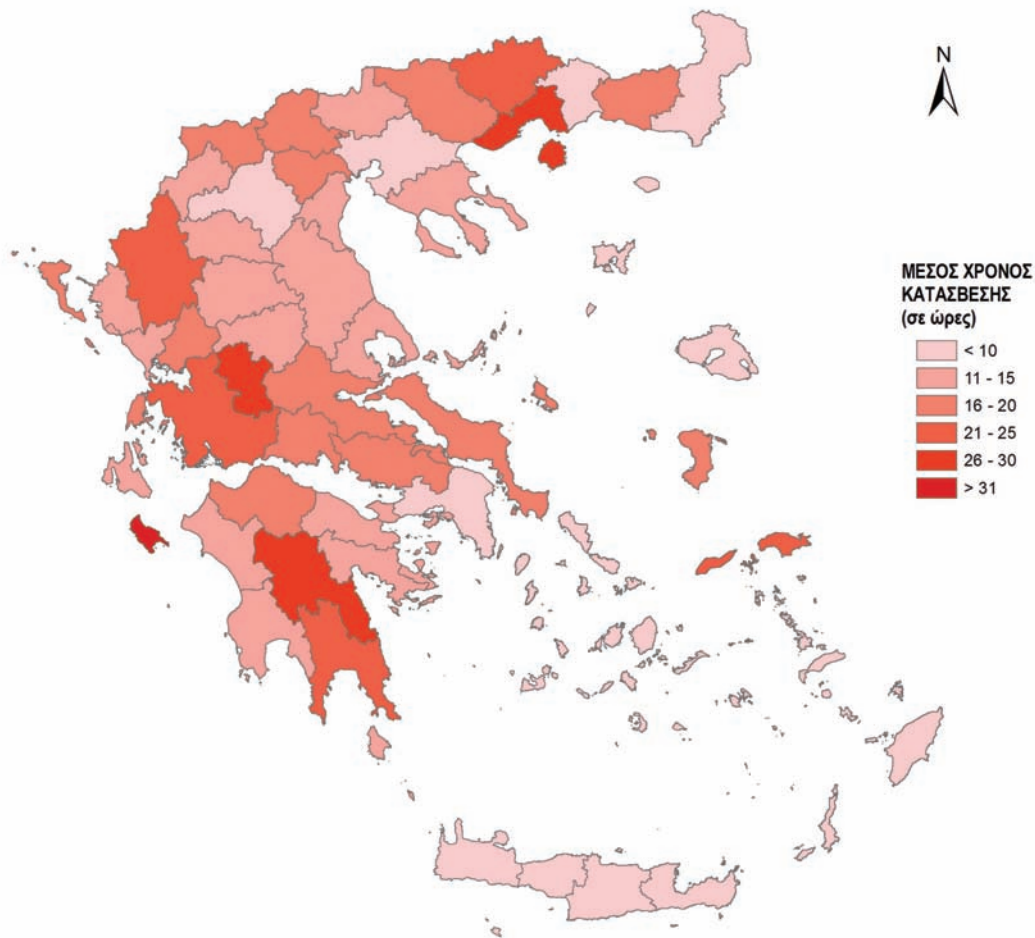 N
ΜΕΣΟΣ ΧΡΟΝΟΣ
ΚΑΤΑΣΒΕΣΗΣ
(σε ώρες)
< 10
11 - 15
16 - 20
21 - 25
26 - 30
> 31